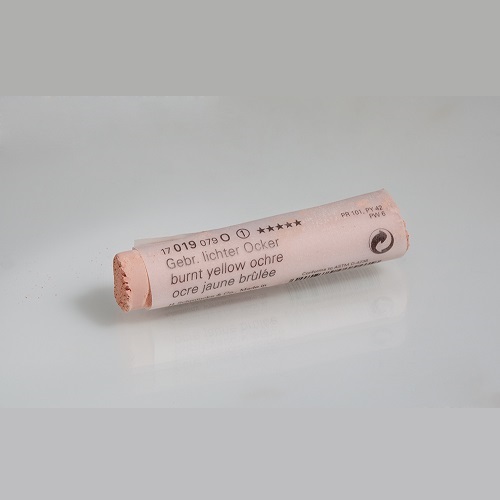 17 019 079 O ① ★★★★★
Gebr. lichter Ocker
burnt yellow ochre
ocre jaune brûlée
PR 101, PY 42
PW 6